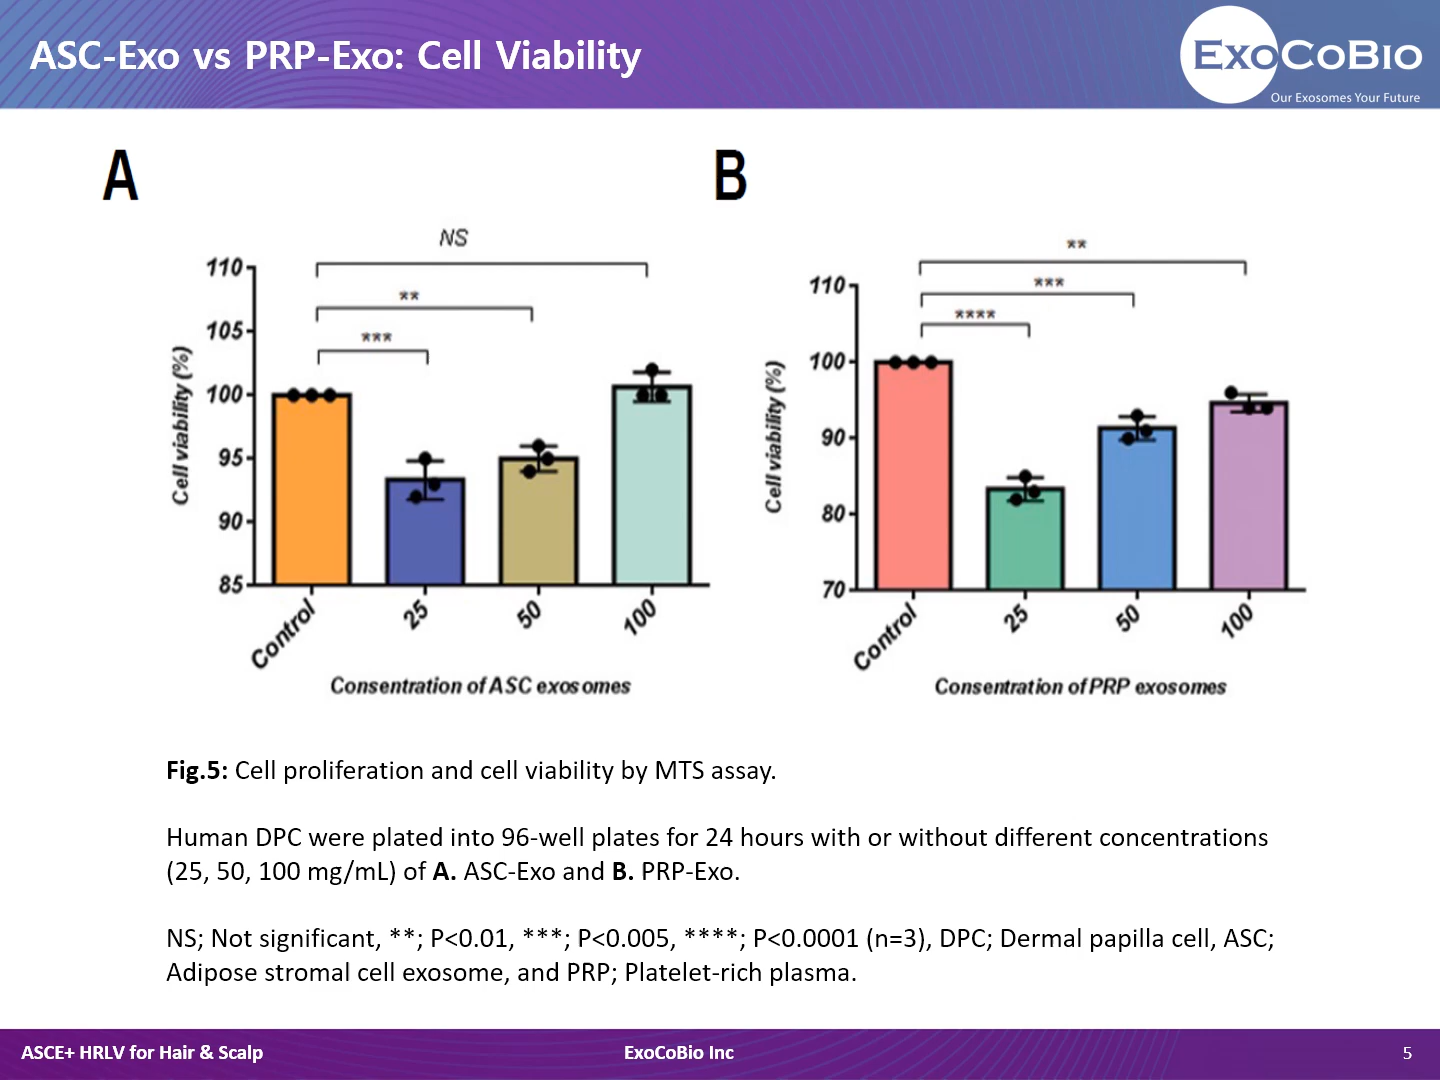 ASC-Exo vs PRP-Exo: Cell Viability
ExoCoBio
Our Exosomes Your Future
A
NS
**
***
110
105
100
95
90
85
Cell viability (%)
Control
25
50
100
Consentration of ASC exosomes
B
**
***
****
110
100
90
80
70
Cell viability (%)
Control
25
50
100
Consentration of PRP exosomes
Fig.5: Cell proliferation and cell viability by MTS assay.
Human DPC were plated into 96-well plates for 24 hours with or without different concentrations
(25, 50, 100 mg/mL) of A. ASC-Exo and B. PRP-Exo.
NS; Not significant, **; P<0.01, ***; P<0.005, ****; P<0.0001 (n=3), DPC; Dermal papilla cell, ASC;
Adipose stromal cell exosome, and PRP; Platelet-rich plasma.
ASCE+ HRLV for Hair & Scalp
ExoCoBio Inc
5